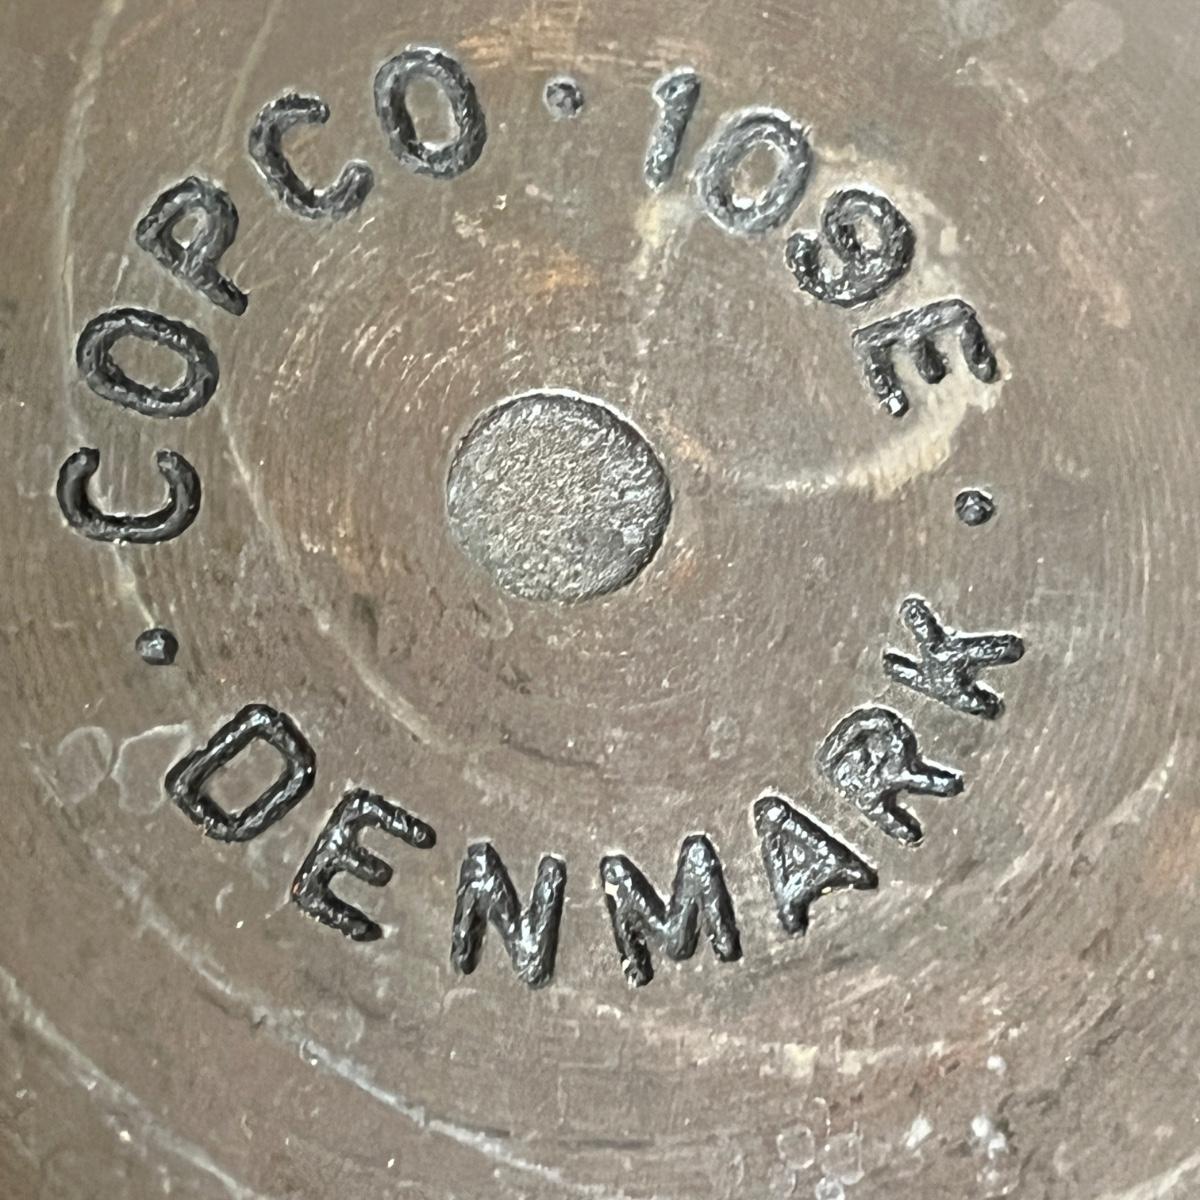 COPCO · 109E · DENMARK ·